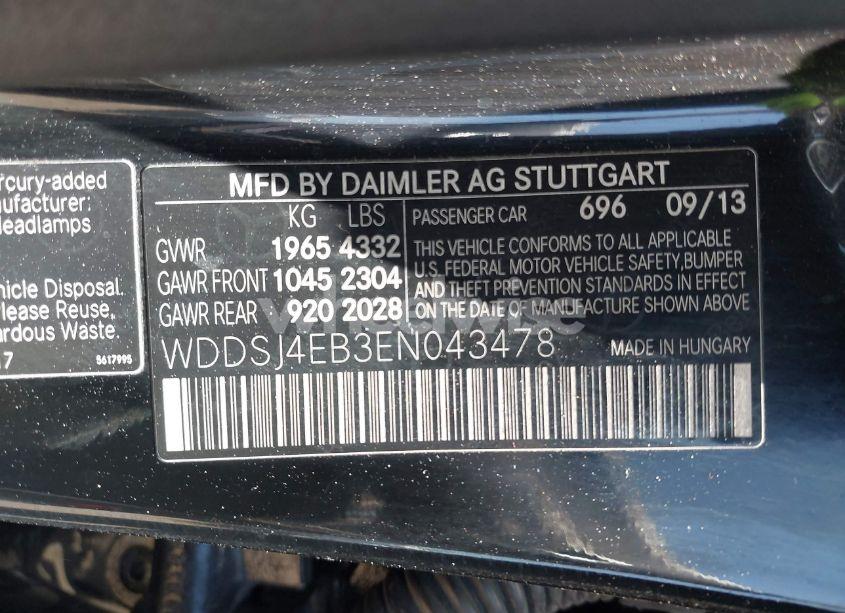 rcury-added
nufacturer:
eadlamps
hicle Disposal.
lease Reuse,
ardous Waste.
5617995
MFD BY DAIMLER AG STUTTGART
KG LBS
PASSENGER CAR 696 09/13
GVWR 1965 4332
GAWR FRONT 1045 2304
GAWR REAR 920 2028
THIS VEHICLE CONFORMS TO ALL APPLICABLE
U.S. FEDERAL MOTOR VEHICLE SAFETY,BUMPER
AND THEFT PREVENTION STANDARDS IN EFFECT
ON THE DATE OF MANUFACTURE SHOWN ABOVE
WDDSJ4EB3EN043478
MADE IN HUNGARY